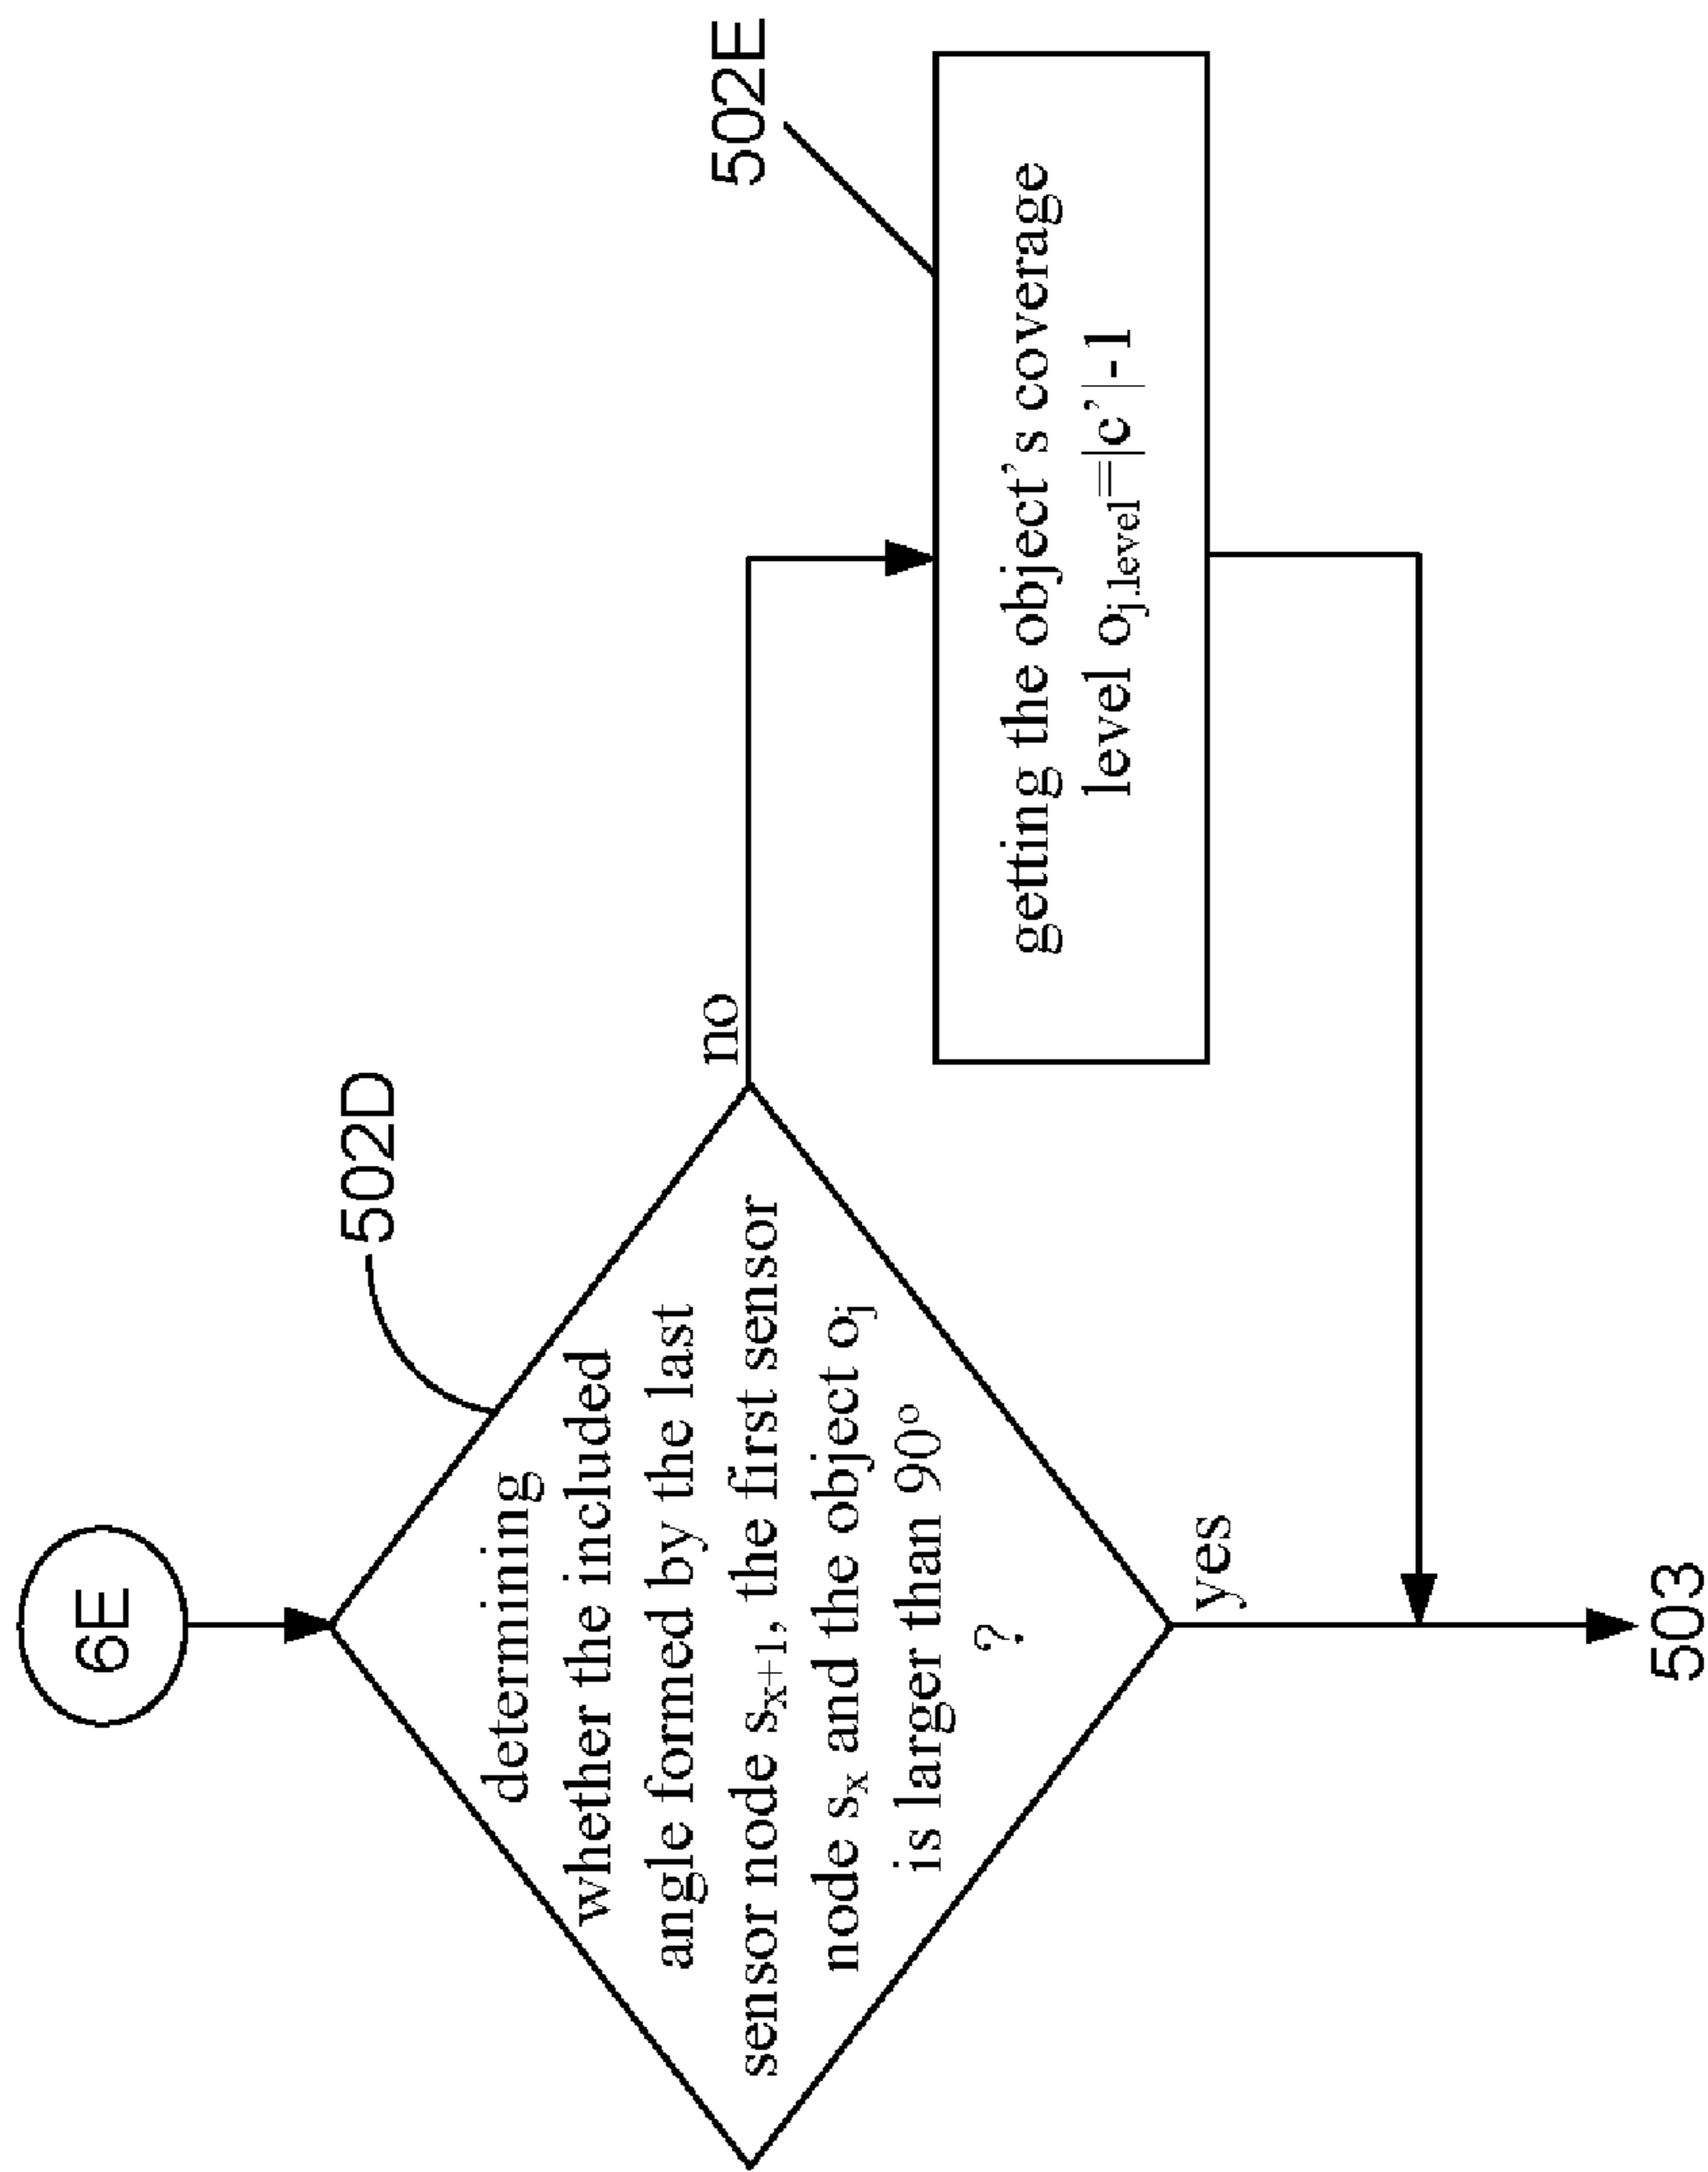 6E
502D
determining
whether the included
angle formed by the last
sensor node sₓ₊₁, the first sensor
node sₓ and the object oⱼ
is larger than 90°
?
no
yes
502E
getting the object's coverage
level oⱼ.level=|c'|-1
503